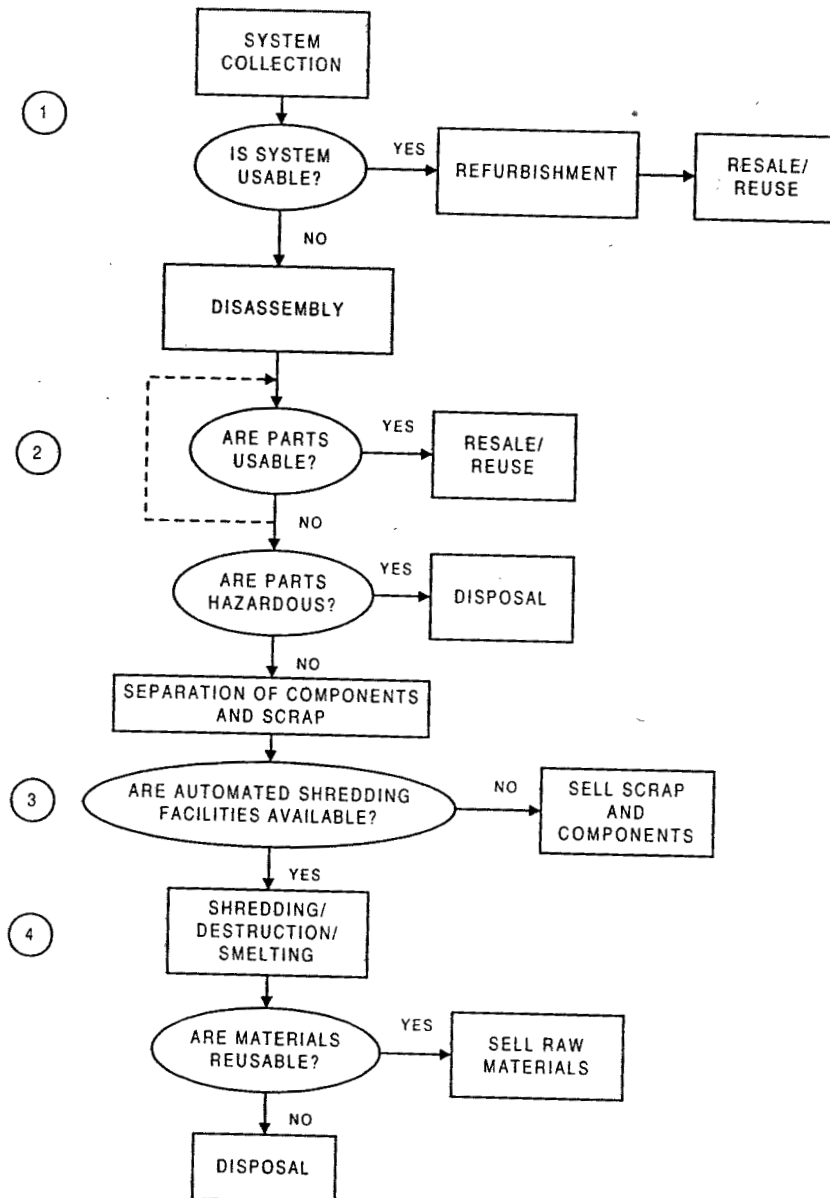 SYSTEM
COLLECTION
1
IS SYSTEM
USABLE?
YES
REFURBISHMENT
RESALE/
REUSE
NO
DISASSEMBLY
2
ARE PARTS
USABLE?
YES
RESALE/
REUSE
NO
ARE PARTS
HAZARDOUS?
YES
DISPOSAL
NO
SEPARATION OF COMPONENTS
AND SCRAP
3
ARE AUTOMATED SHREDDING
FACILITIES AVAILABLE?
NO
SELL SCRAP
AND
COMPONENTS
YES
4
SHREDDING/
DESTRUCTION/
SMELTING
ARE MATERIALS
REUSABLE?
YES
SELL RAW
MATERIALS
NO
DISPOSAL